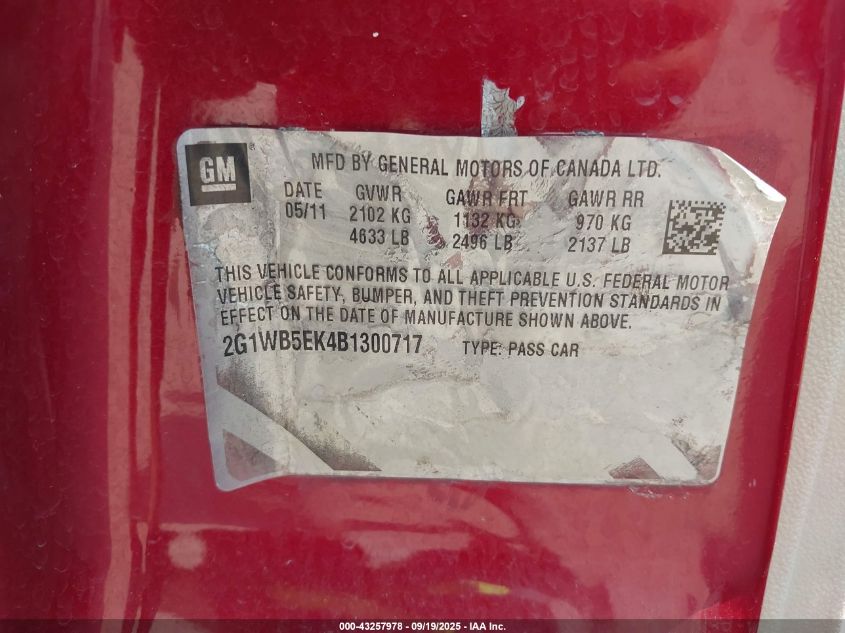 GM
MFD BY GENERAL MOTORS OF CANADA LTD.
DATE GVWR GAWR FRT GAWR RR
05/11 2102 KG 1132 KG 970 KG
4633 LB 2496 LB 2137 LB
THIS VEHICLE CONFORMS TO ALL APPLICABLE U.S. FEDERAL MOTOR
VEHICLE SAFETY, BUMPER, AND THEFT PREVENTION STANDARDS IN
EFFECT ON THE DATE OF MANUFACTURE SHOWN ABOVE.
2G1WB5EK4B1300717 TYPE: PASS CAR
000-43257978 - 09/19/2025 - IAA Inc.